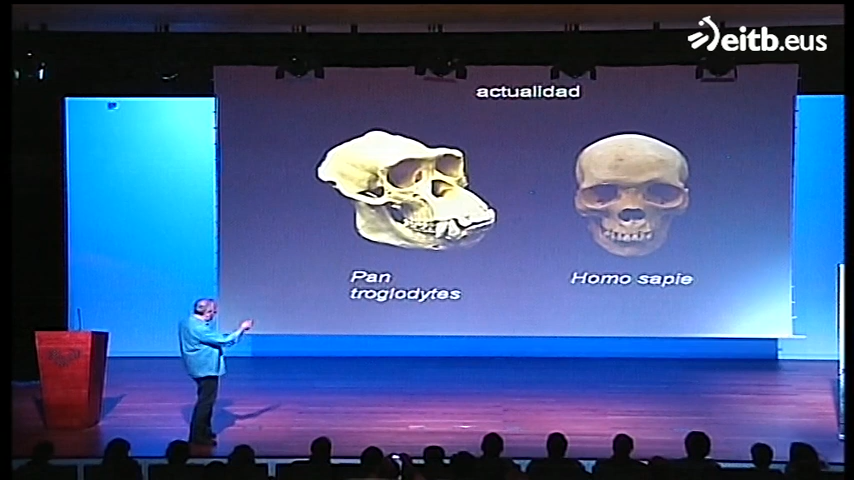 eitb.eus
actualidad
Pan
troglodytes
Homo sapie